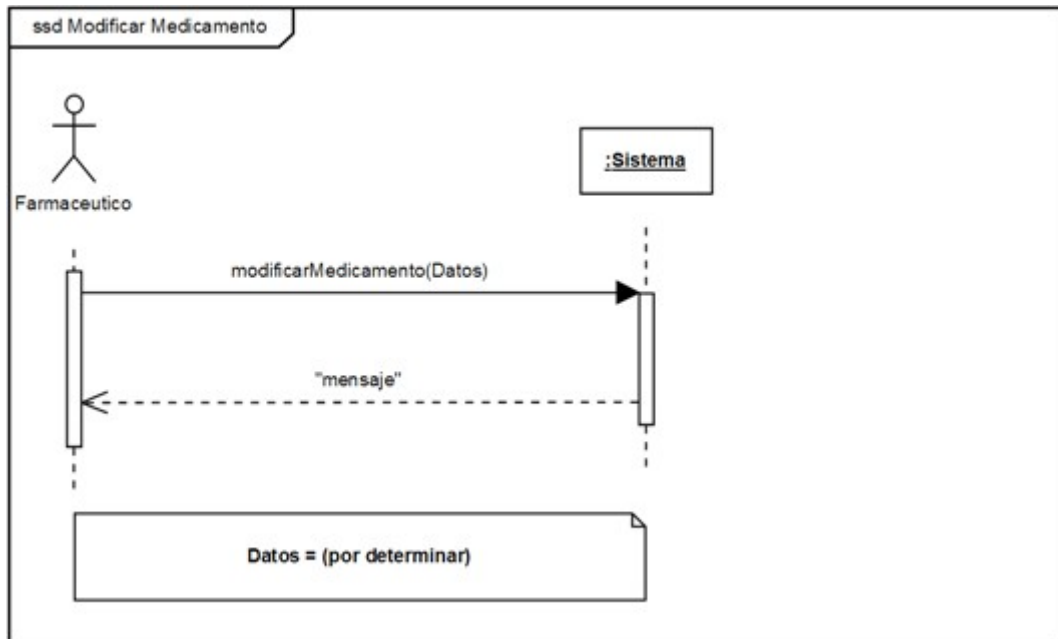 ssd Modificar Medicamento
:Sistema
Farmaceutico
modificarMedicamento(Datos)
"mensaje"
Datos = (por determinar)